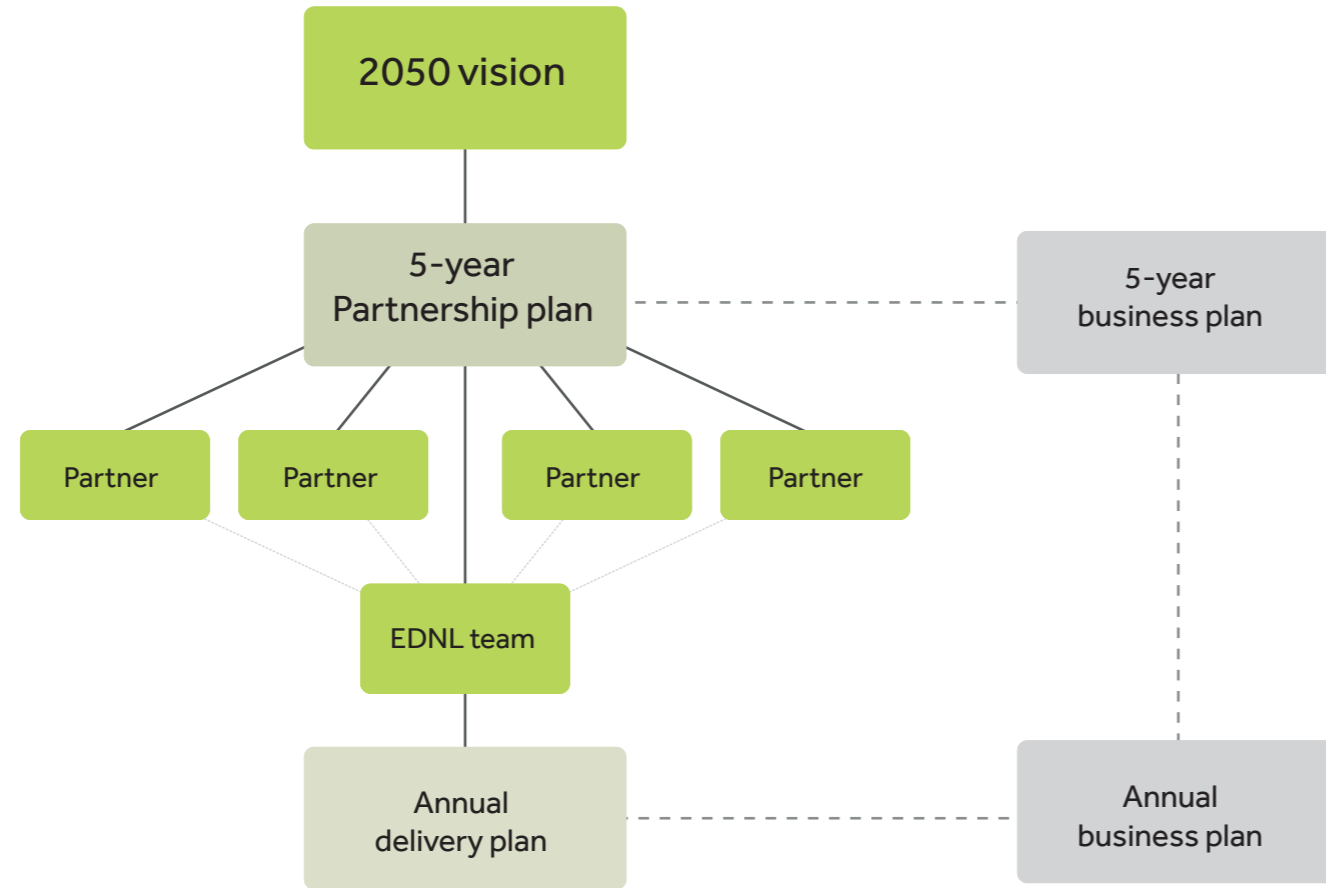 2050 vision
5-year
Partnership plan
5-year
business plan
Partner
Partner
Partner
Partner
EDNL team
Annual
delivery plan
Annual
business plan